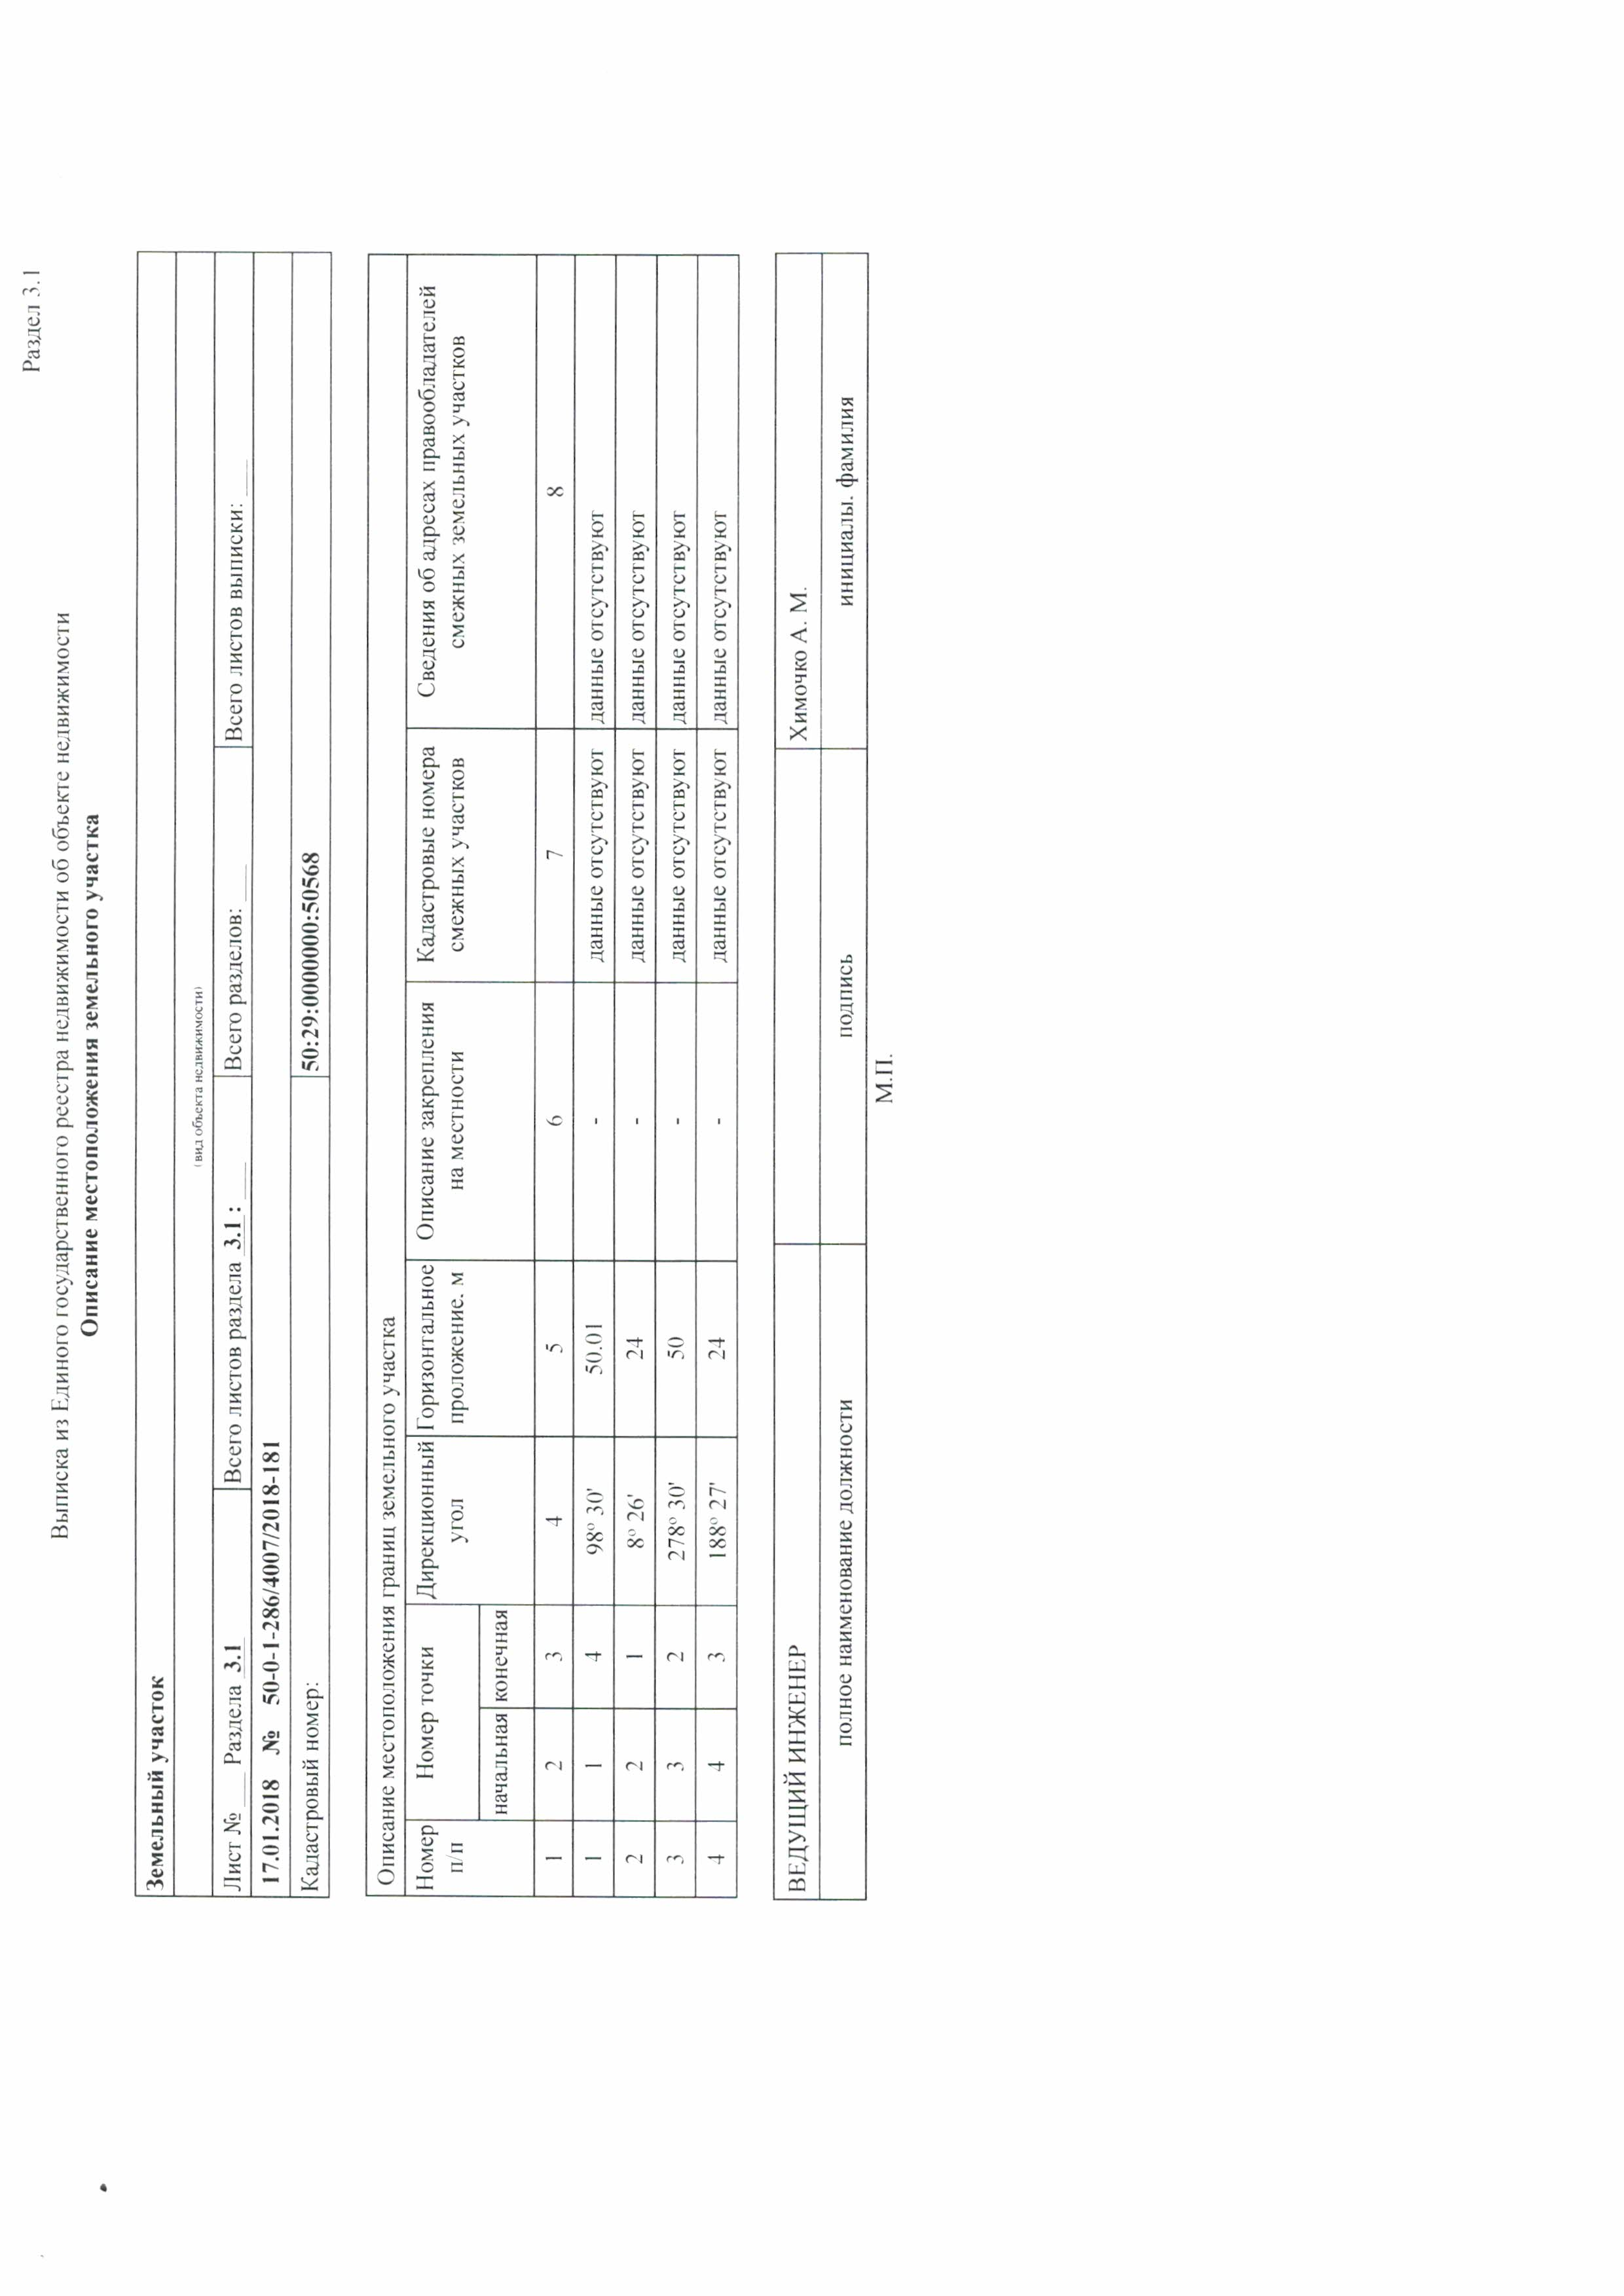 Раздел 3.1
Выписка из Единого государственного реестра недвижимости об объекте недвижимости
Описание местоположения земельного участка
Земельный участок
(вид объекта недвижимости)
Лист № ___ Раздела 3.1 Всего листов раздела 3.1 : ___ Всего разделов: ___ Всего листов выписки: ___
17.01.2018 № 50-0-1-286/4007/2018-181
Кадастровый номер: 50:29:0000000:50568
Описание местоположения границ земельного участка
Номер п/п Номер точки Дирекционный угол Горизонтальное проложение. м Описание закрепления на местности Кадастровые номера смежных участков Сведения об адресах правообладателей смежных земельных участков
начальная конечная
1 2 3 4 5 6 7 8
1 1 4 98° 30' 50.01 - данные отсутствуют данные отсутствуют
2 2 1 8° 26' 24 - данные отсутствуют данные отсутствуют
3 3 2 278° 30' 50 - данные отсутствуют данные отсутствуют
4 4 3 188° 27' 24 - данные отсутствуют данные отсутствуют
ВЕДУЩИЙ ИНЖЕНЕР Химочко А. М.
полное наименование должности подпись инициалы. фамилия
М.П.